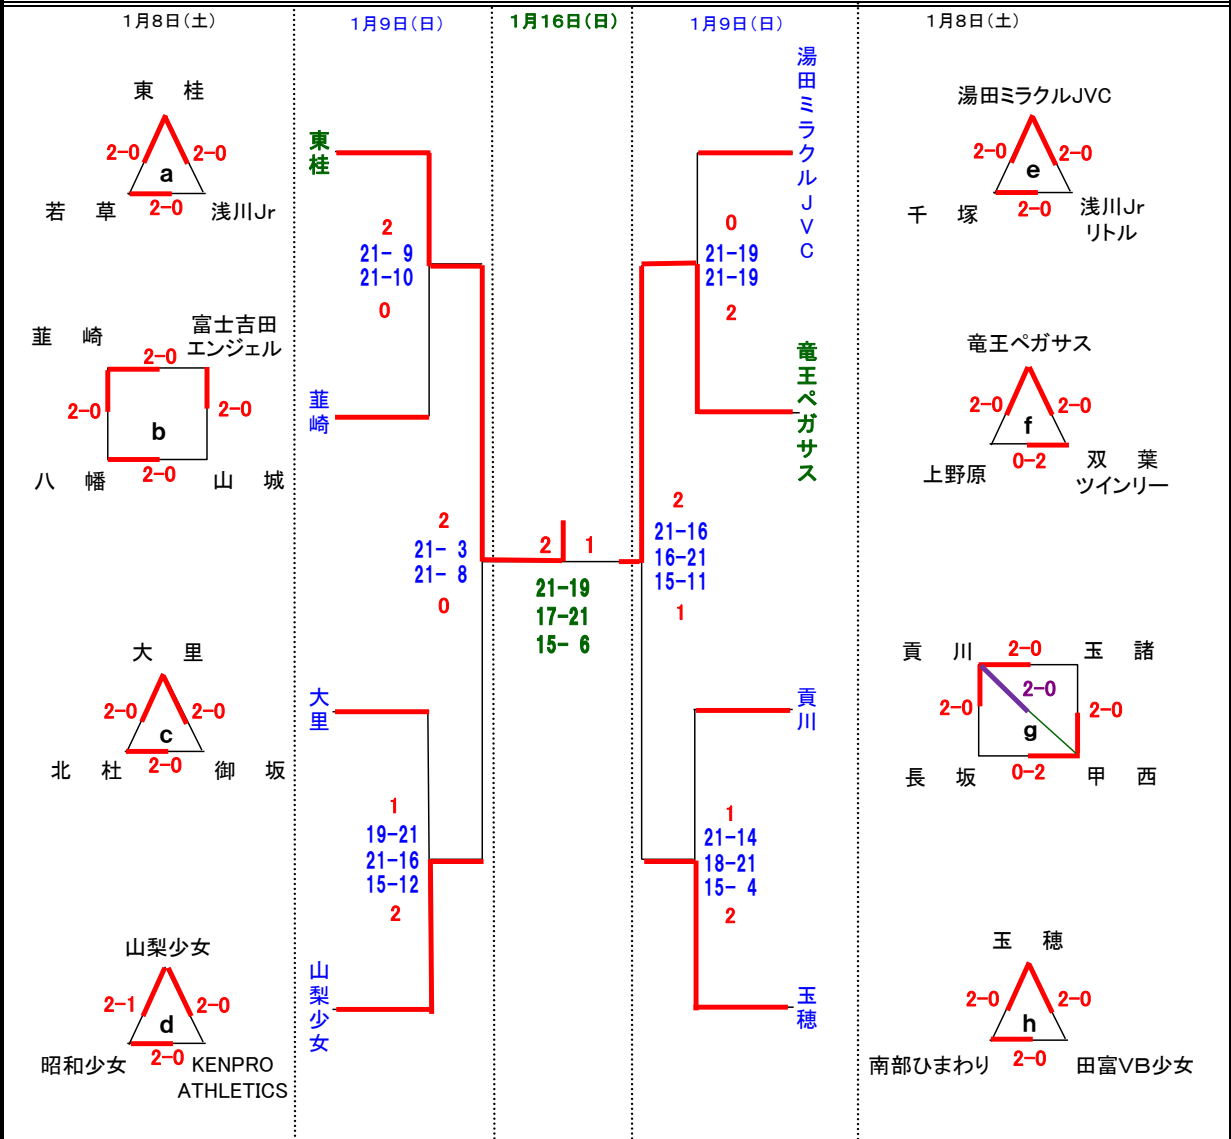 1月8日(土)
1月9日(日)
1月16日(日)
1月9日(日)
1月8日(土)
東 桂
2-0 2-0
a
若 草 2-0 浅川Jr
韮 崎
富士吉田
エンジェル
2-0
2-0 2-0
b
八 幡 2-0 山 城
大 里
2-0 2-0
c
北 杜 2-0 御 坂
山梨少女
2-1 2-0
d
昭和少女 2-0 KENPRO
ATHLETICS
東桂
2
21- 9
21-10
0
韮崎
2
21- 3
21- 8
0
大里
1
19-21
21-16
15-12
2
山梨少女
2 1
21-19
17-21
15- 6
湯田ミラクルJVC
0
21-19
21-19
2
竜王ペガサス
2
21-16
16-21
15-11
1
貢川
1
21-14
18-21
15- 4
2
玉穂
湯田ミラクルJVC
2-0 2-0
e
千 塚 2-0 浅川Jr
リトル
竜王ペガサス
2-0 2-0
f
上野原 0-2 双 葉
ツインリー
貢 川 2-0 玉 諸
2-0
2-0 2-0
g
長 坂 0-2 甲 西
玉 穂
2-0 2-0
h
南部ひまわり 2-0 田富VB少女